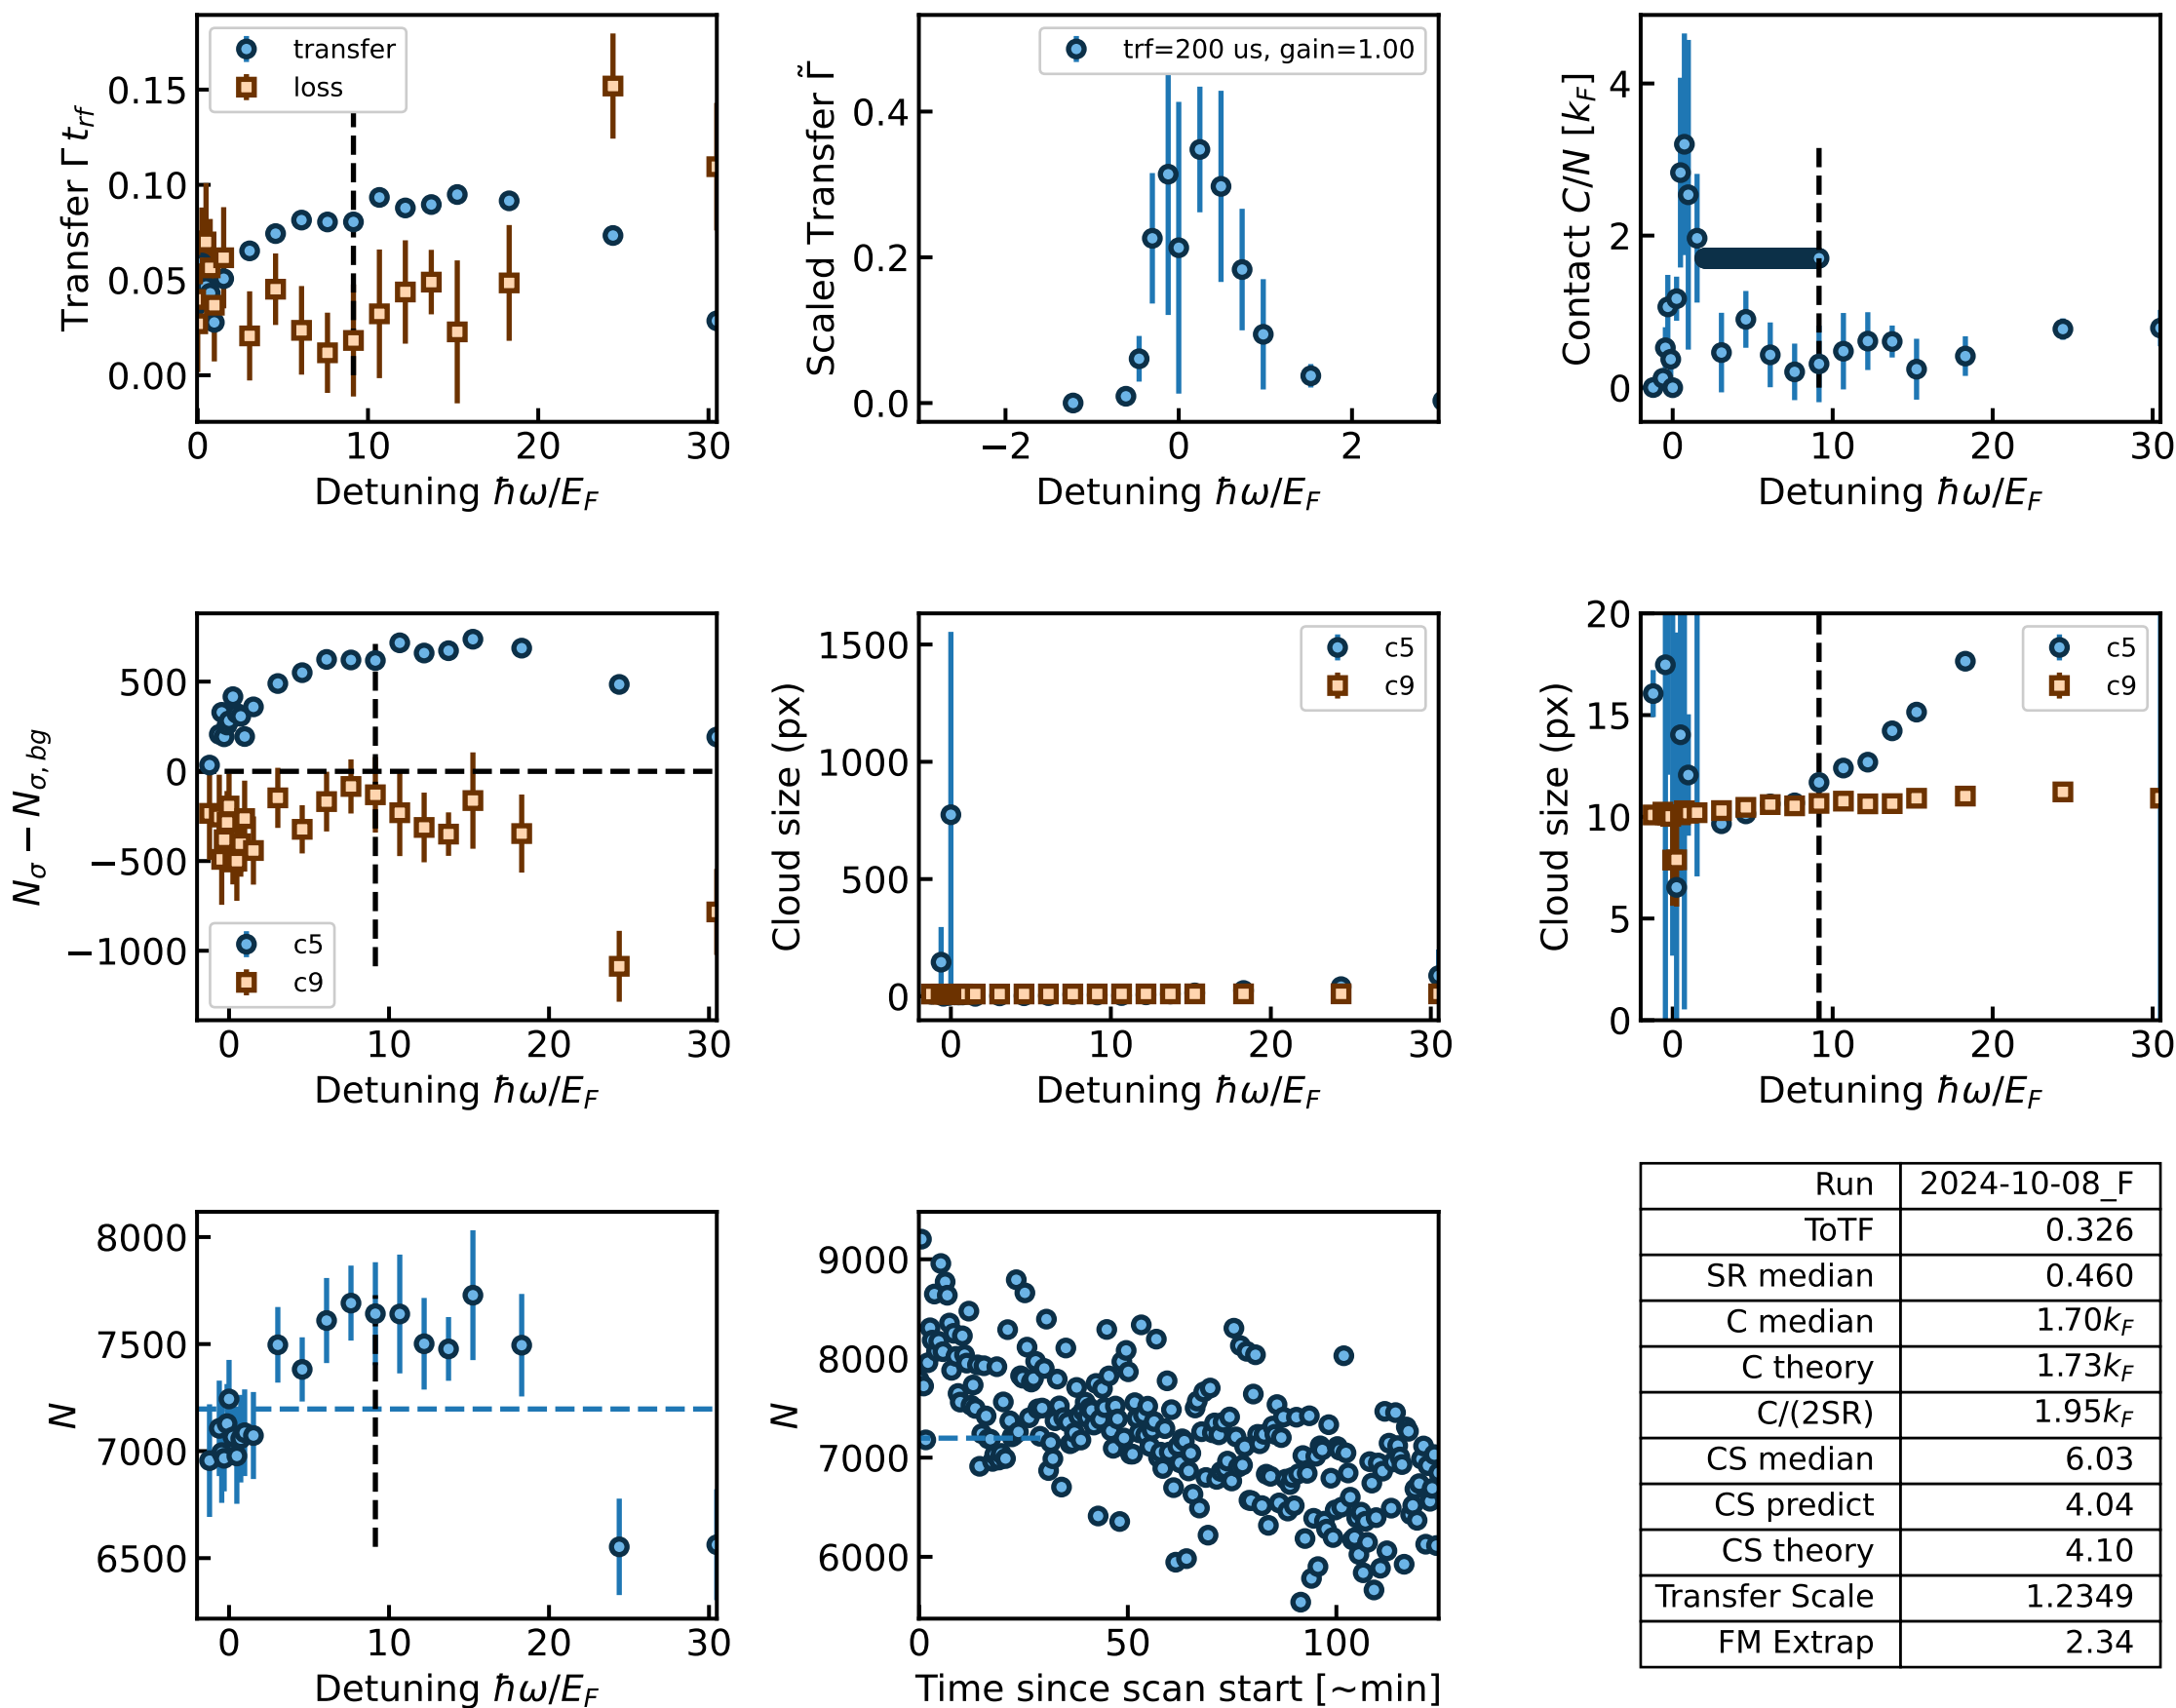 transfer
loss
Transfer Γ t_rf
0.15
0.10
0.05
0.00
0
10
20
30
Detuning ℏω/E_F
trf=200 us, gain=1.00
Scaled Transfer Γ̃
0.4
0.2
0.0
−2
0
2
Detuning ℏω/E_F
Contact C/N [k_F]
4
2
0
0
10
20
30
Detuning ℏω/E_F
N_σ − N_σ,bg
500
0
−500
−1000
c5
c9
0
10
20
30
Detuning ℏω/E_F
Cloud size (px)
1500
1000
500
0
c5
c9
0
10
20
30
Detuning ℏω/E_F
Cloud size (px)
20
15
10
5
0
c5
c9
0
10
20
30
Detuning ℏω/E_F
N
8000
7500
7000
6500
0
10
20
30
Detuning ℏω/E_F
N
9000
8000
7000
6000
0
50
100
Time since scan start [~min]
Run 2024-10-08_F
ToTF 0.326
SR median 0.460
C median 1.70k_F
C theory 1.73k_F
C/(2SR) 1.95k_F
CS median 6.03
CS predict 4.04
CS theory 4.10
Transfer Scale 1.2349
FM Extrap 2.34